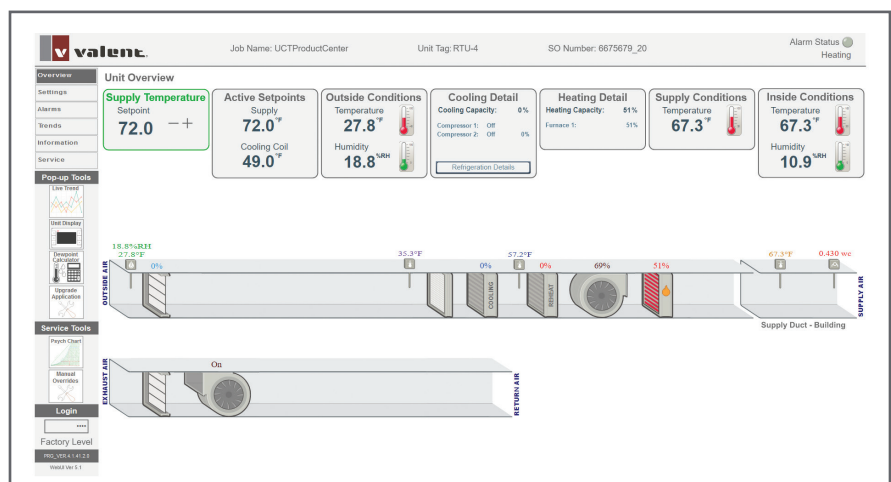 valent.
Job Name: UCTProductCenter
Unit Tag: RTU-4
SO Number: 6675679_20
Alarm Status
Heating
Overview
Settings
Alarms
Trends
Information
Service
Pop-up Tools
Live Trend
Unit Display
Dewpoint
Calculator
Upgrade
Application
Service Tools
Psych Chart
Manual
Overrides
Login
••••
Factory Level
PRG_VER 4.1.41.2.0
WebUI Ver 5.1
Unit Overview
Supply Temperature
Setpoint
72.0 − +
Active Setpoints
Supply
72.0 °F
Cooling Coil
49.0 °F
Outside Conditions
Temperature
27.8 °F
Humidity
18.8 %RH
Cooling Detail
Cooling Capacity: 0%
Compressor 1: Off
Compressor 2: Off 0%
Refrigeration Details
Heating Detail
Heating Capacity: 51%
Furnace 1: 51%
Supply Conditions
Temperature
67.3 °F
Inside Conditions
Temperature
67.3 °F
Humidity
10.9 %RH
18.8%RH
27.8°F
0%
35.3°F
0%
57.2°F
0%
69%
51%
67.3°F
0.430 wc
OUTSIDE AIR
COOLING
REHEAT
SUPPLY AIR
Supply Duct - Building
On
EXHAUST AIR
RETURN AIR